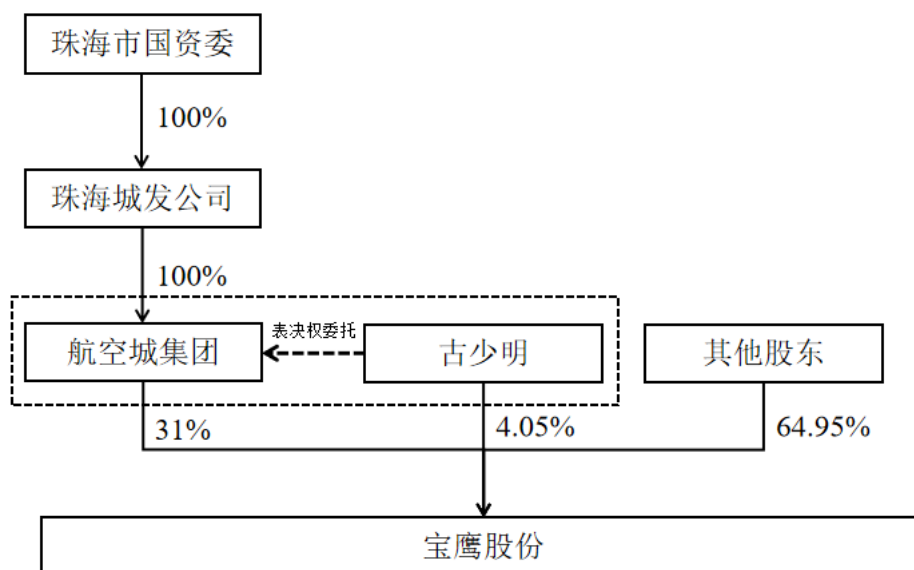 珠海市国资委
100%
珠海城发公司
100%
表决权委托
航空城集团
古少明
其他股东
31%
4.05%
64.95%
宝鹰股份